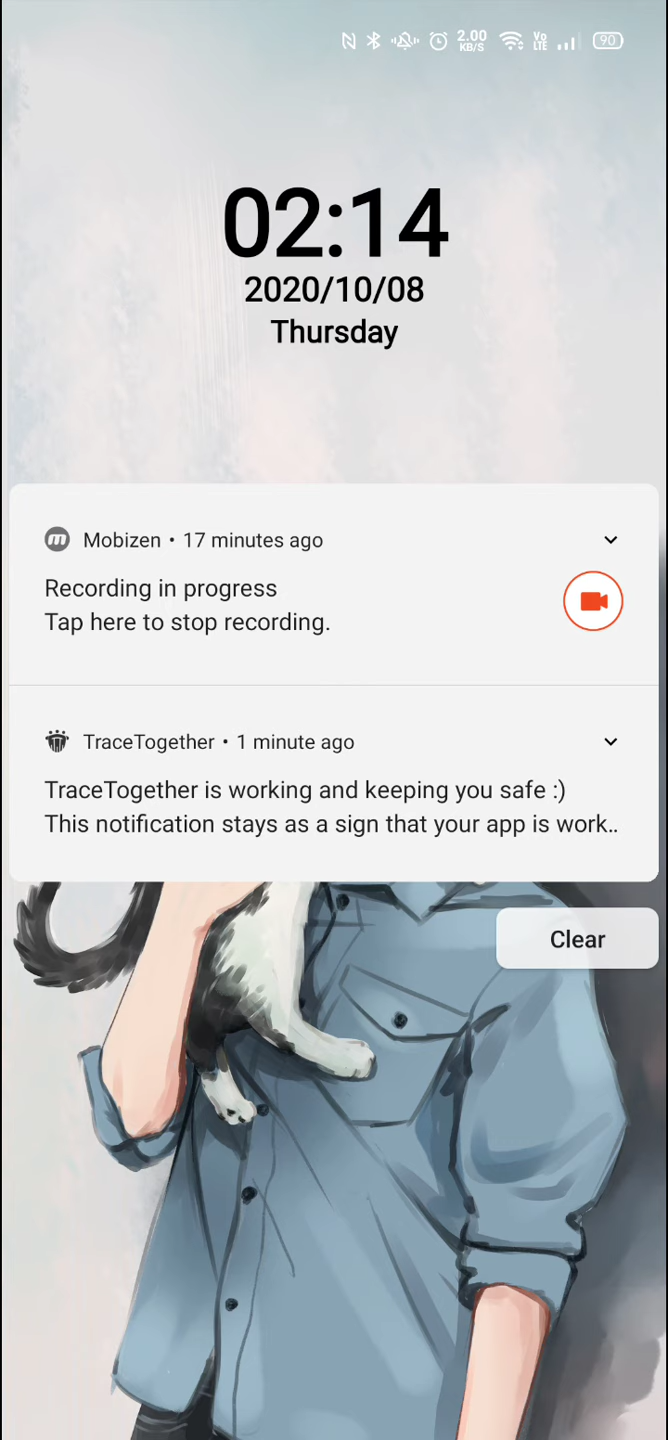 2.00
KB/S
Vo
LTE
90
02:14
2020/10/08
Thursday
Mobizen • 17 minutes ago
Recording in progress
Tap here to stop recording.
TraceTogether • 1 minute ago
TraceTogether is working and keeping you safe :)
This notification stays as a sign that your app is work..
Clear